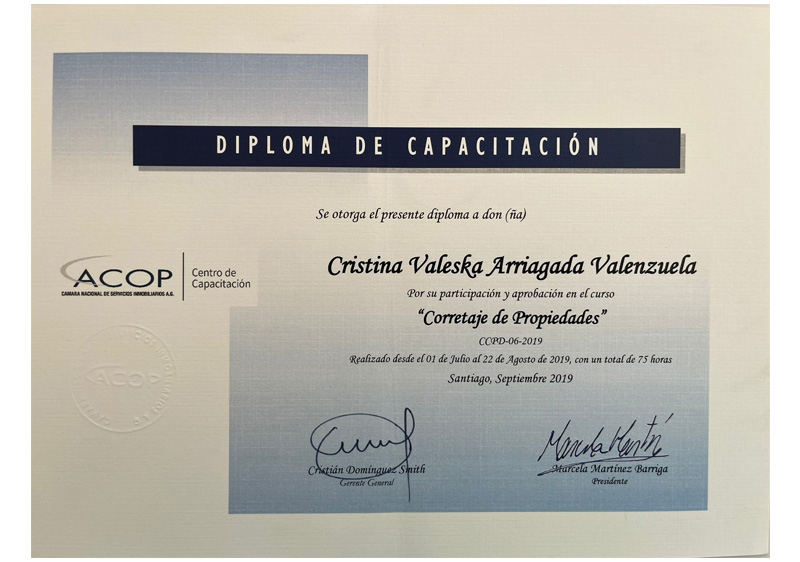 DIPLOMA DE CAPACITACIÓN
Se otorga el presente diploma a don (ña)
Cristina Valeska Arriagada Valenzuela
ACOP
CAMARA NACIONAL DE SERVICIOS INMOBILIARIOS A.G.
Centro de
Capacitación
Por su participación y aprobación en el curso
“Corretaje de Propiedades”
CCPD-06-2019
Realizado desde el 01 de Julio al 22 de Agosto de 2019, con un total de 75 horas
Santiago, Septiembre 2019
ACOP
Cristián Domínguez Smith
Gerente General
Marcela Martínez Barriga
Presidente